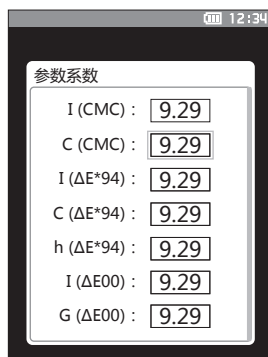 12:34
参数系数
I (CMC) : 9.29
C (CMC) : 9.29
I (ΔE*94) : 9.29
C (ΔE*94) : 9.29
h (ΔE*94) : 9.29
I (ΔE00) : 9.29
G (ΔE00) : 9.29